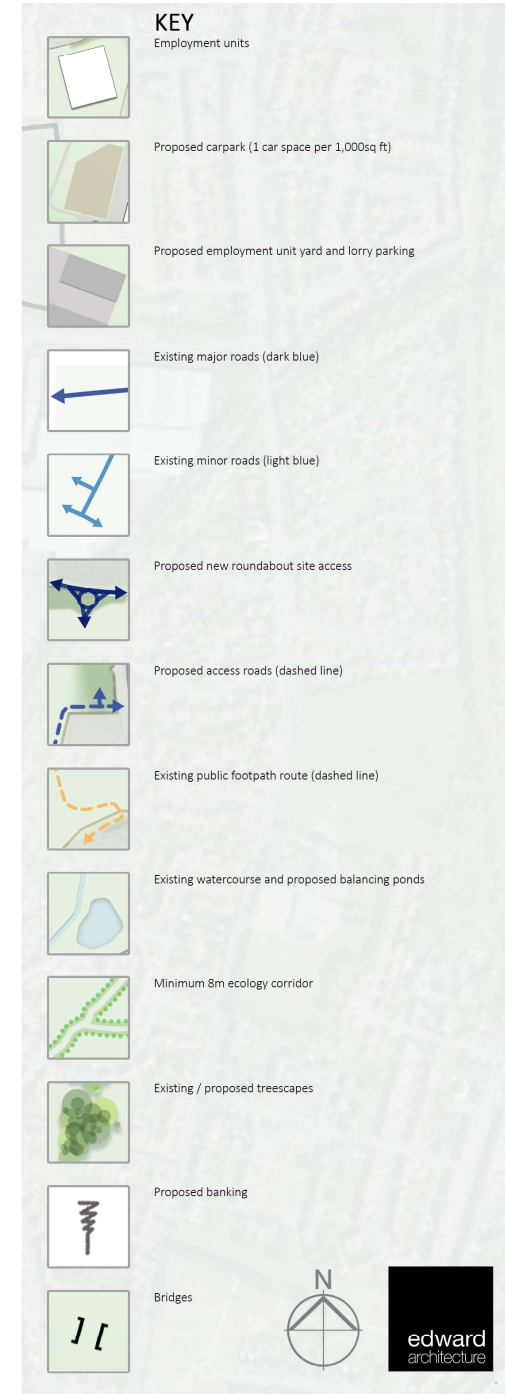 KEY
Employment units
Proposed carpark (1 car space per 1,000sq ft)
Proposed employment unit yard and lorry parking
Existing major roads (dark blue)
Existing minor roads (light blue)
Proposed new roundabout site access
Proposed access roads (dashed line)
Existing public footpath route (dashed line)
Existing watercourse and proposed balancing ponds
Minimum 8m ecology corridor
Existing / proposed treescapes
Proposed banking
Bridges
N
edward
architecture